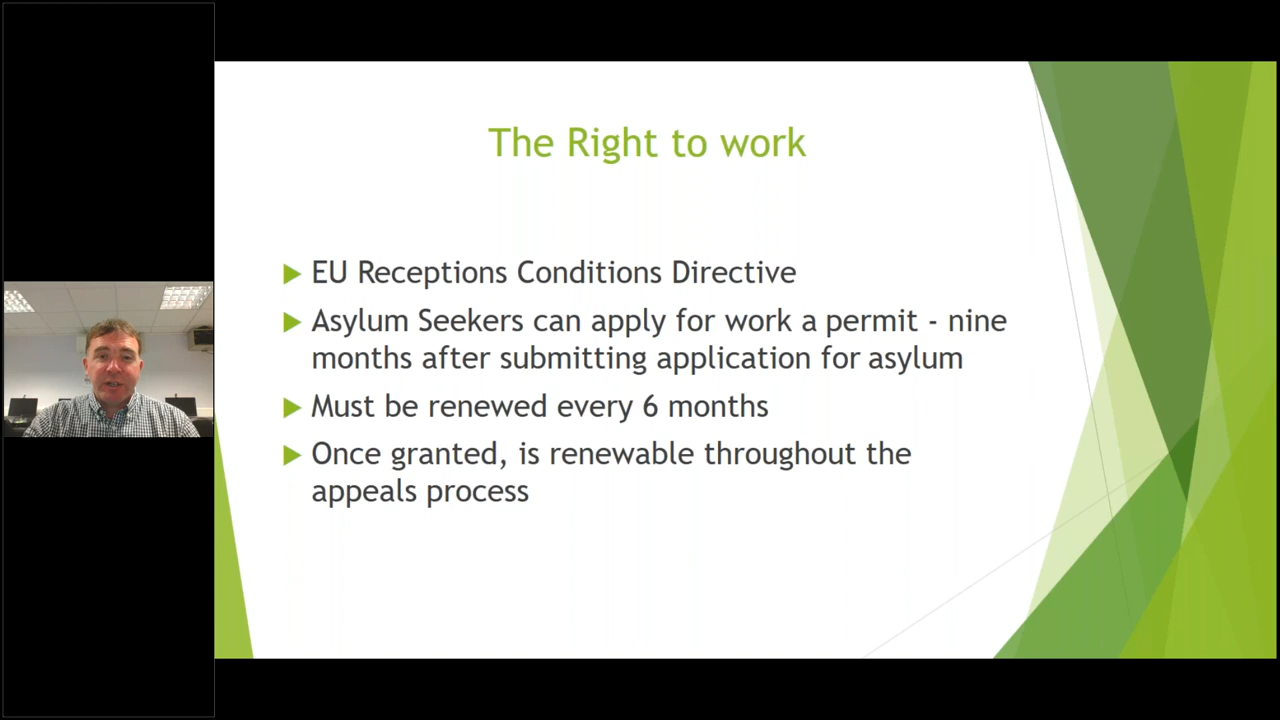 The Right to work
EU Receptions Conditions Directive
Asylum Seekers can apply for work a permit - nine
months after submitting application for asylum
Must be renewed every 6 months
Once granted, is renewable throughout the
appeals process